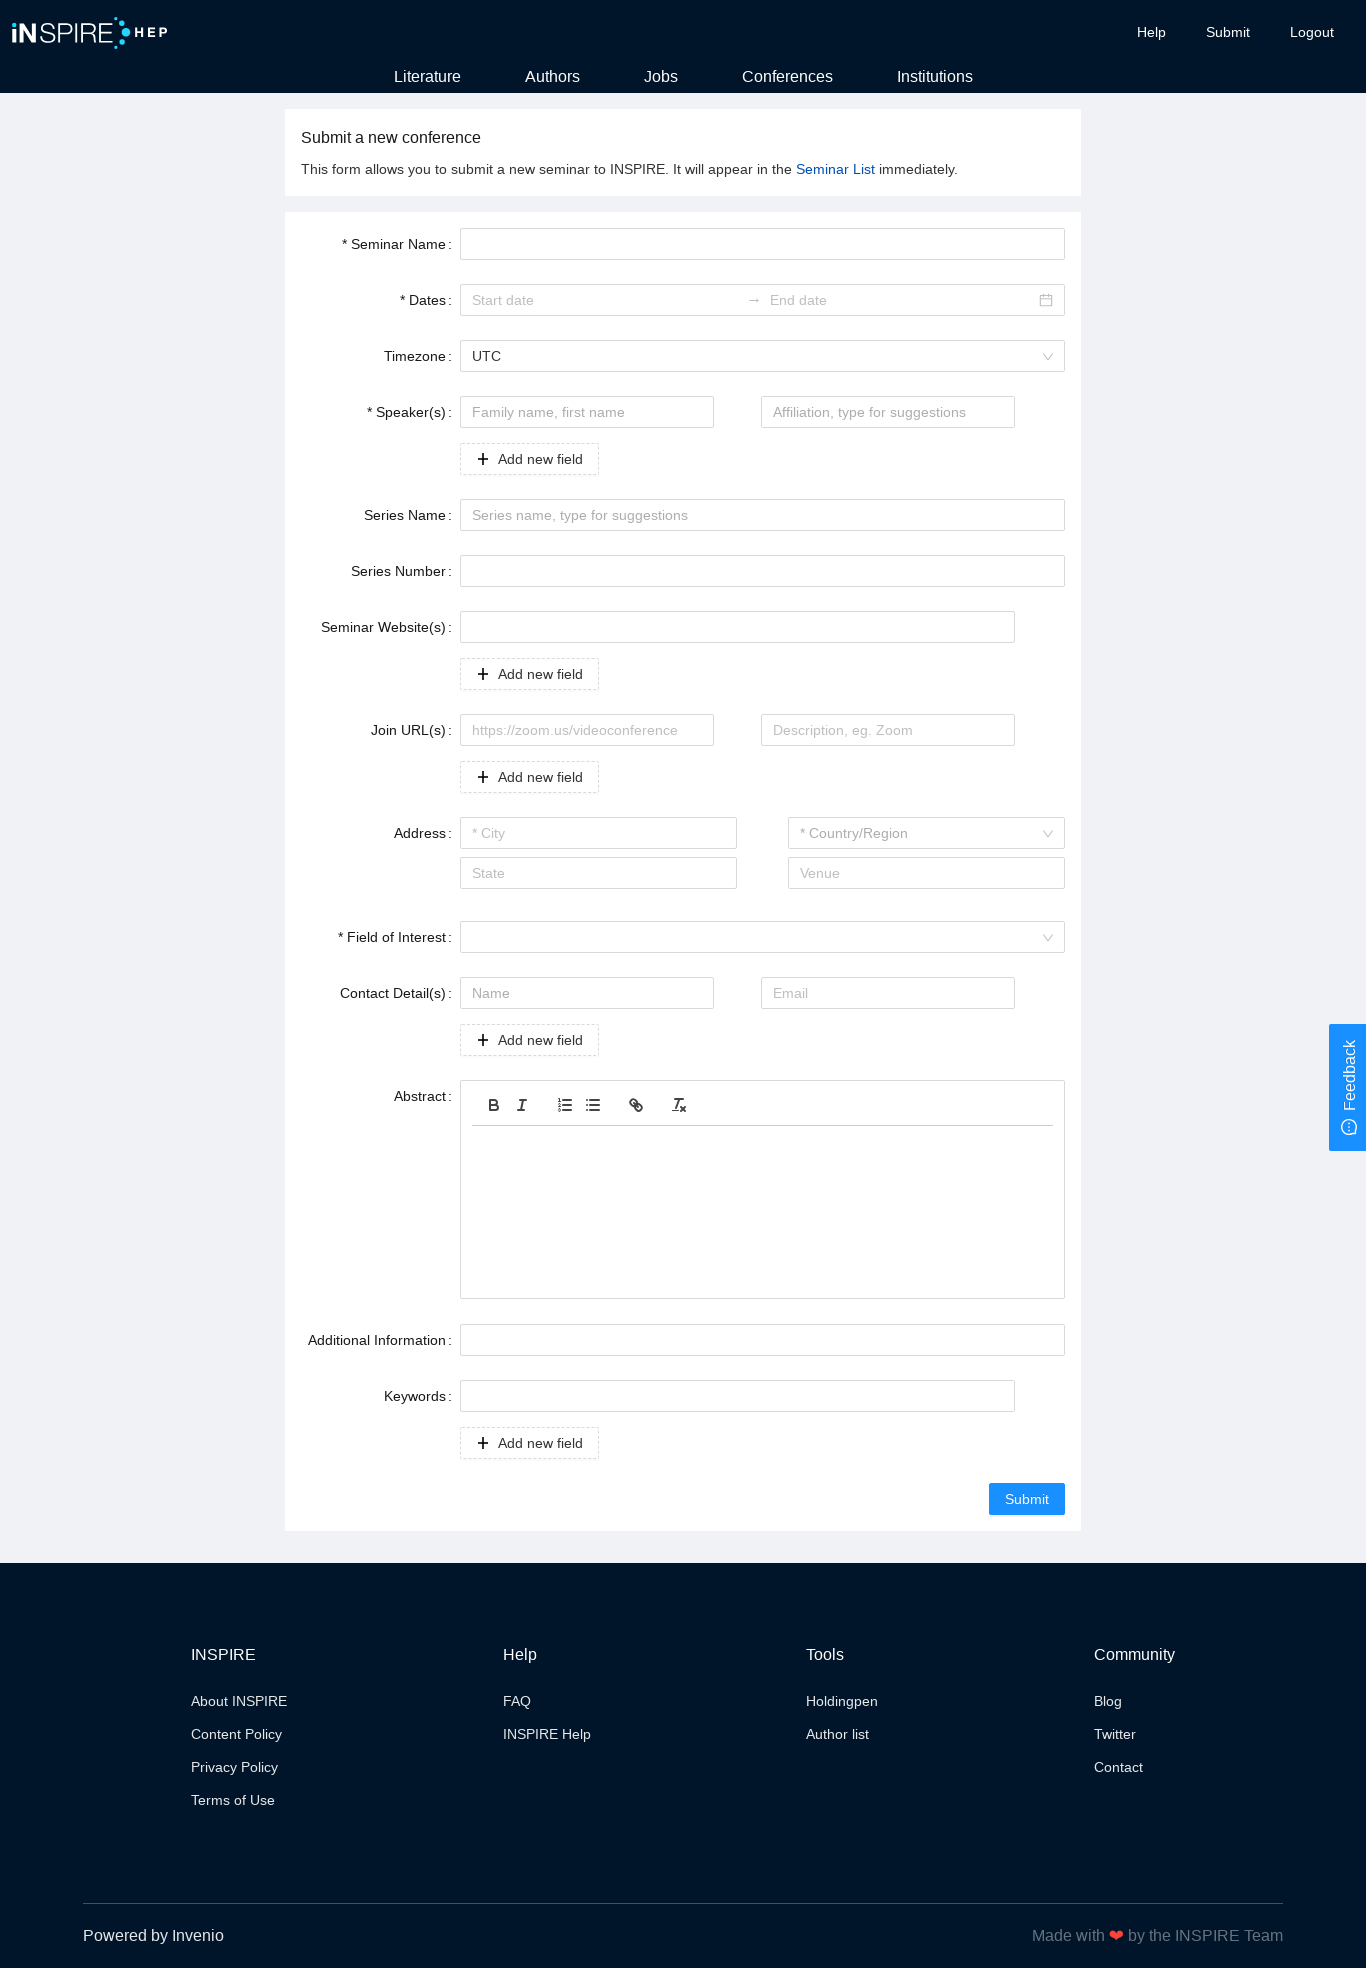 iNSPIRE HEP
Help Submit Logout
Literature Authors Jobs Conferences Institutions
Submit a new conference
This form allows you to submit a new seminar to INSPIRE. It will appear in the Seminar List immediately.
* Seminar Name :
* Dates : Start date → End date
Timezone : UTC
* Speaker(s) : Family name, first name Affiliation, type for suggestions
+ Add new field
Series Name : Series name, type for suggestions
Series Number :
Seminar Website(s) :
+ Add new field
Join URL(s) : https://zoom.us/videoconference Description, eg. Zoom
+ Add new field
Address : * City * Country/Region
State Venue
* Field of Interest :
Contact Detail(s) : Name Email
+ Add new field
Feedback
Abstract :
Additional Information :
Keywords :
+ Add new field
Submit
INSPIRE Help Tools Community
About INSPIRE FAQ Holdingpen Blog
Content Policy INSPIRE Help Author list Twitter
Privacy Policy Contact
Terms of Use
Powered by Invenio Made with ❤ by the INSPIRE Team